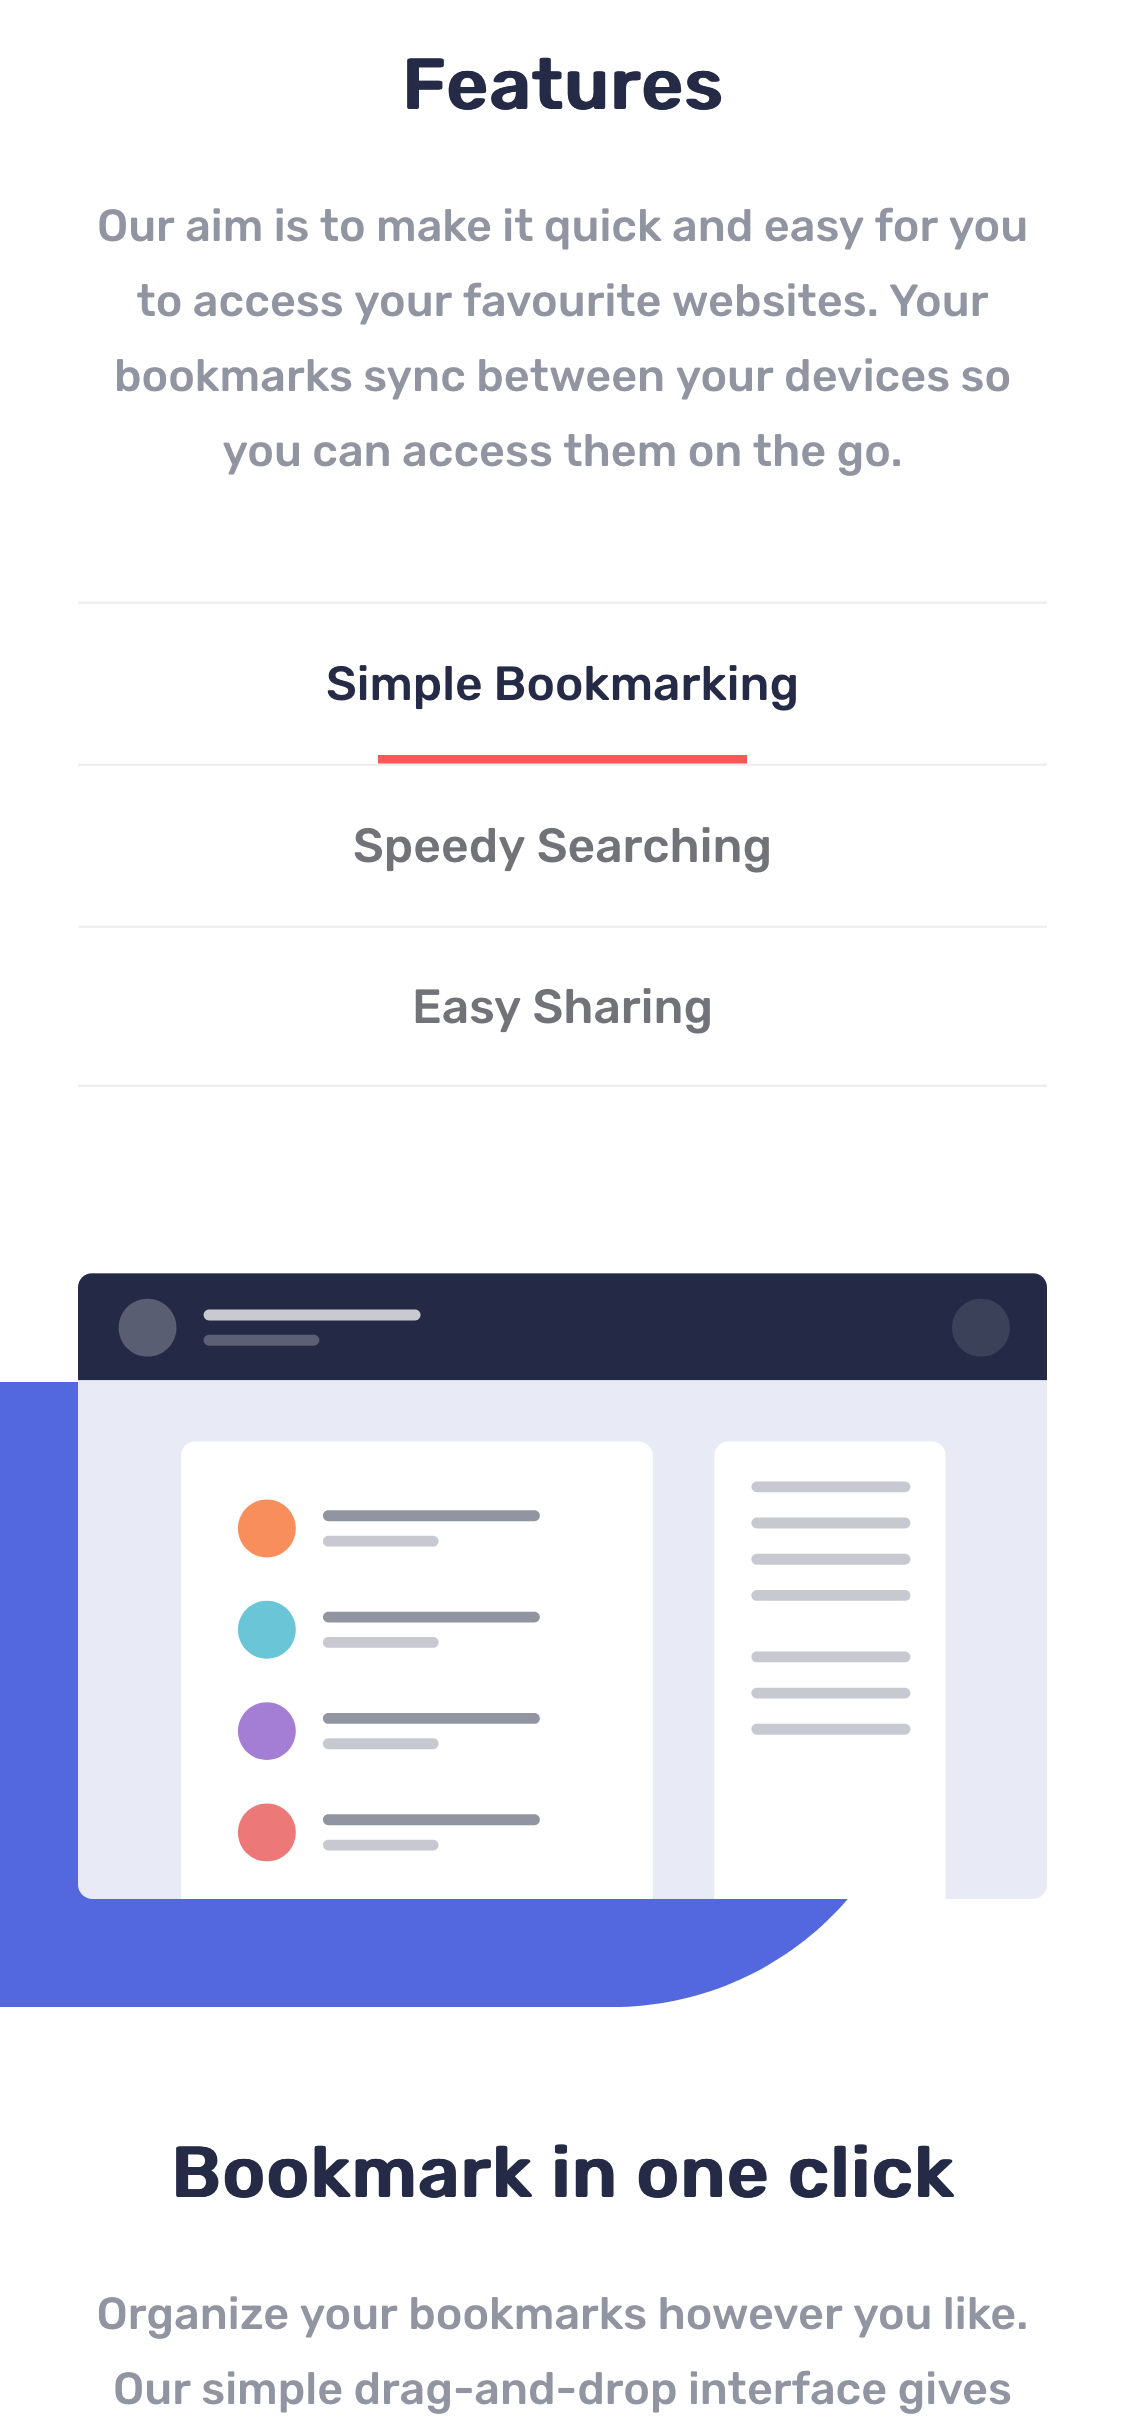 Features
Our aim is to make it quick and easy for you
to access your favourite websites. Your
bookmarks sync between your devices so
you can access them on the go.
Simple Bookmarking
Speedy Searching
Easy Sharing
Bookmark in one click
Organize your bookmarks however you like.
Our simple drag-and-drop interface gives